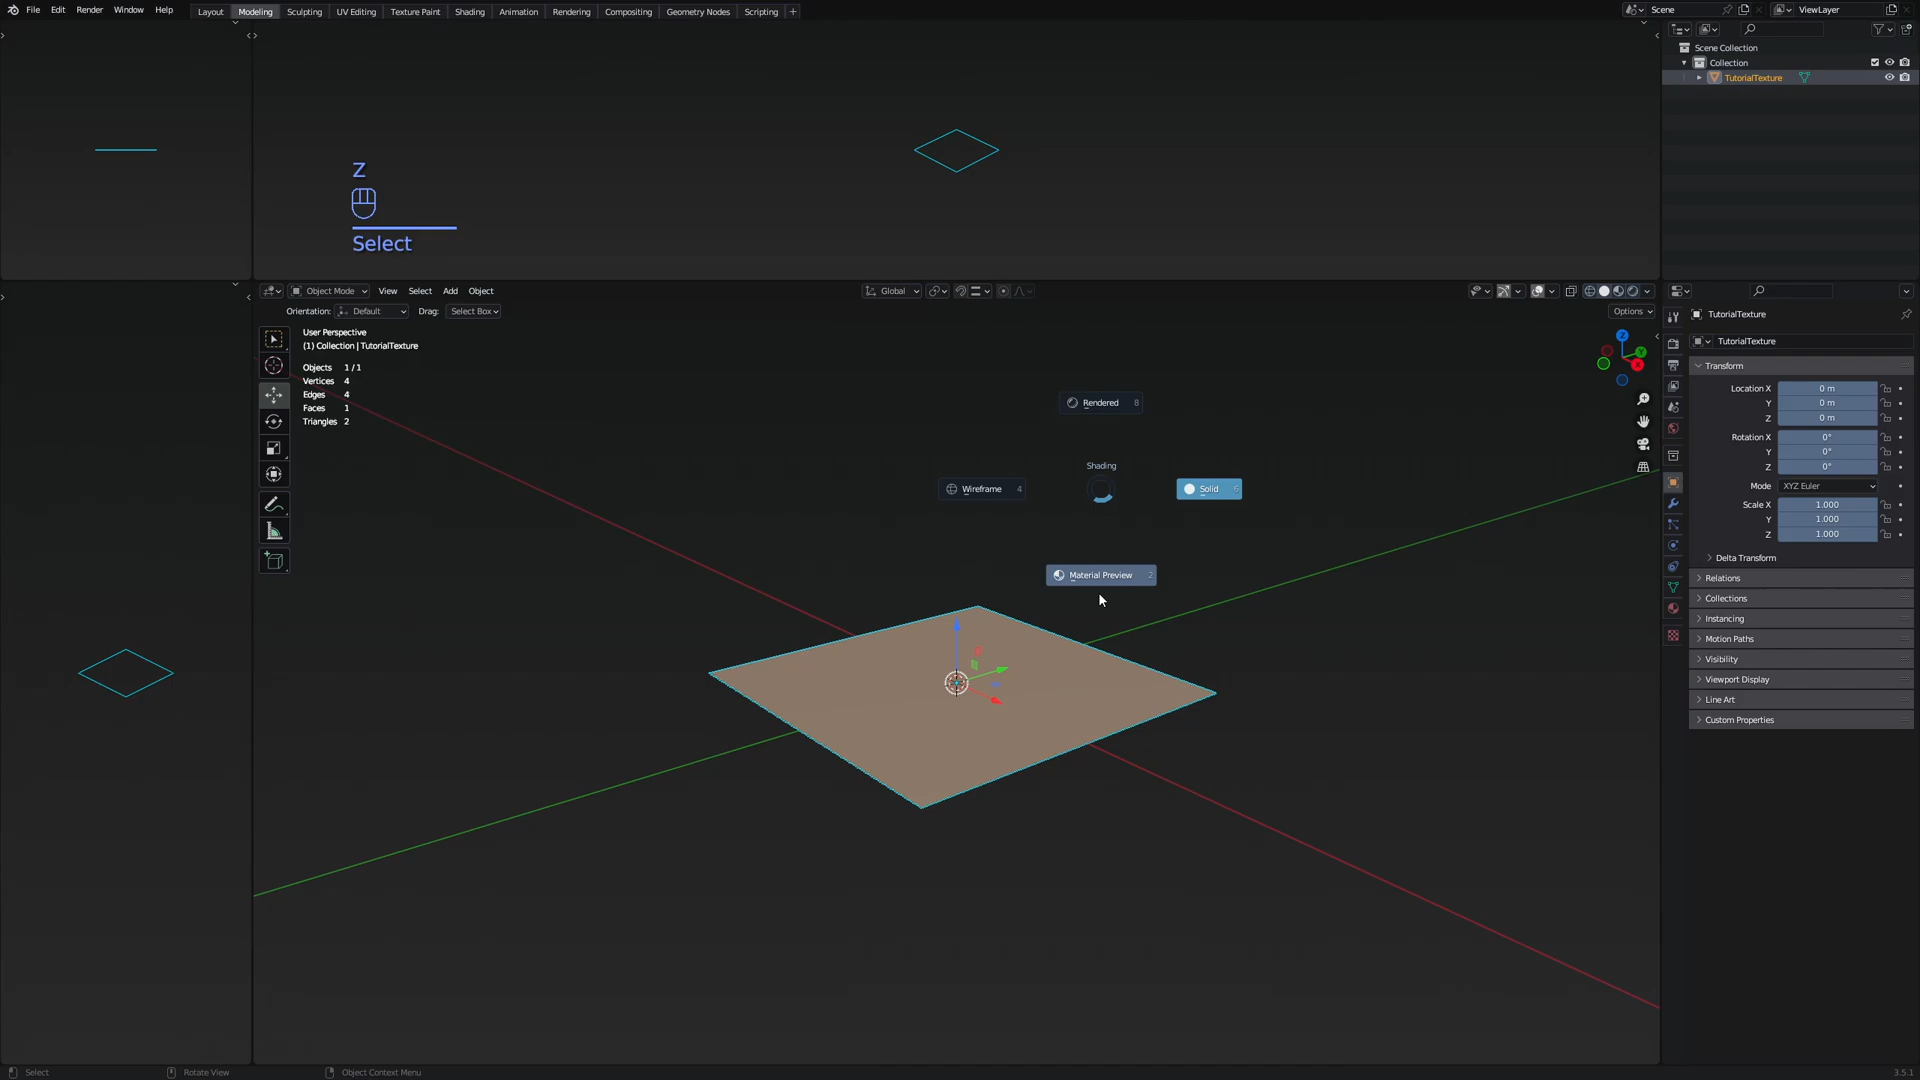 File Edit Render Window Help Layout Modeling Sculpting UV Editing Texture Paint Shading Animation Rendering Compositing Geometry Nodes Scripting + Scene ViewLayer
Scene Collection
Collection
TutorialTexture
Z
Select
Object Mode View Select Add Object Global
Orientation: Default Drag: Select Box Options
User Perspective
(1) Collection | TutorialTexture
Objects 1 / 1
Vertices 4
Edges 4
Faces 1
Triangles 2
Z
Y
X
Rendered 8
Shading
Wireframe 4
Solid 6
Material Preview 2
TutorialTexture
TutorialTexture
Transform
Location X 0 m
Y 0 m
Z 0 m
Rotation X 0°
Y 0°
Z 0°
Mode XYZ Euler
Scale X 1.000
Y 1.000
Z 1.000
Delta Transform
Relations
Collections
Instancing
Motion Paths
Visibility
Viewport Display
Line Art
Custom Properties
Select Rotate View Object Context Menu 3.5.1